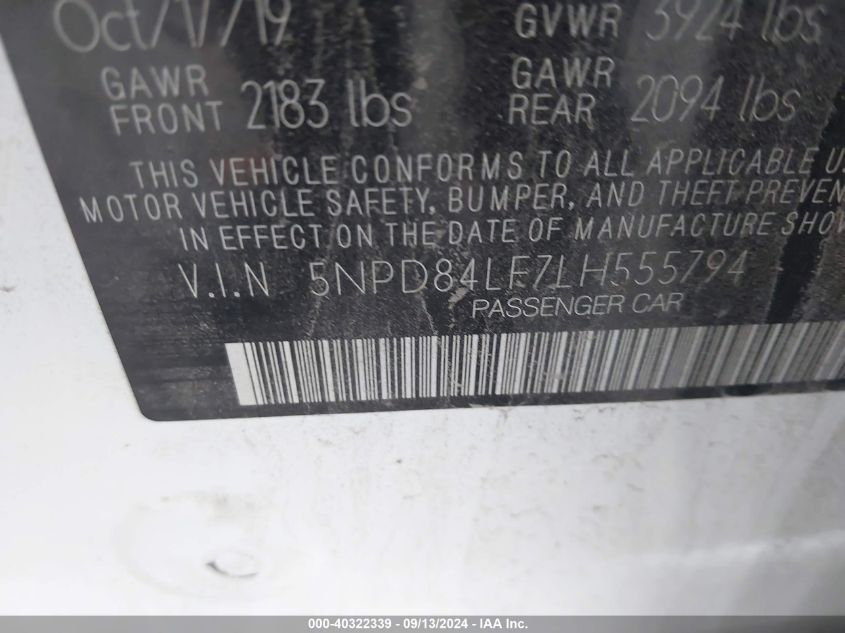 Oct/17/19 GVWR 3924 lbs
GAWR FRONT 2183 lbs GAWR REAR 2094 lbs
THIS VEHICLE CONFORMS TO ALL APPLICABLE U.
MOTOR VEHICLE SAFETY, BUMPER, AND THEFT PREVEN
IN EFFECT ON THE DATE OF MANUFACTURE SHOW
V.I.N 5NPD84LF7LH555794
PASSENGER CAR
000-40322339 - 09/13/2024 - IAA Inc.